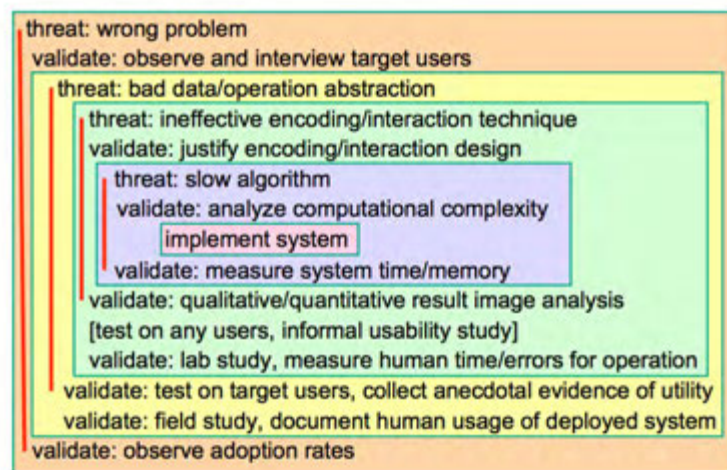 threat: wrong problem
validate: observe and interview target users
threat: bad data/operation abstraction
threat: ineffective encoding/interaction technique
validate: justify encoding/interaction design
threat: slow algorithm
validate: analyze computational complexity
implement system
validate: measure system time/memory
validate: qualitative/quantitative result image analysis
[test on any users, informal usability study]
validate: lab study, measure human time/errors for operation
validate: test on target users, collect anecdotal evidence of utility
validate: field study, document human usage of deployed system
validate: observe adoption rates